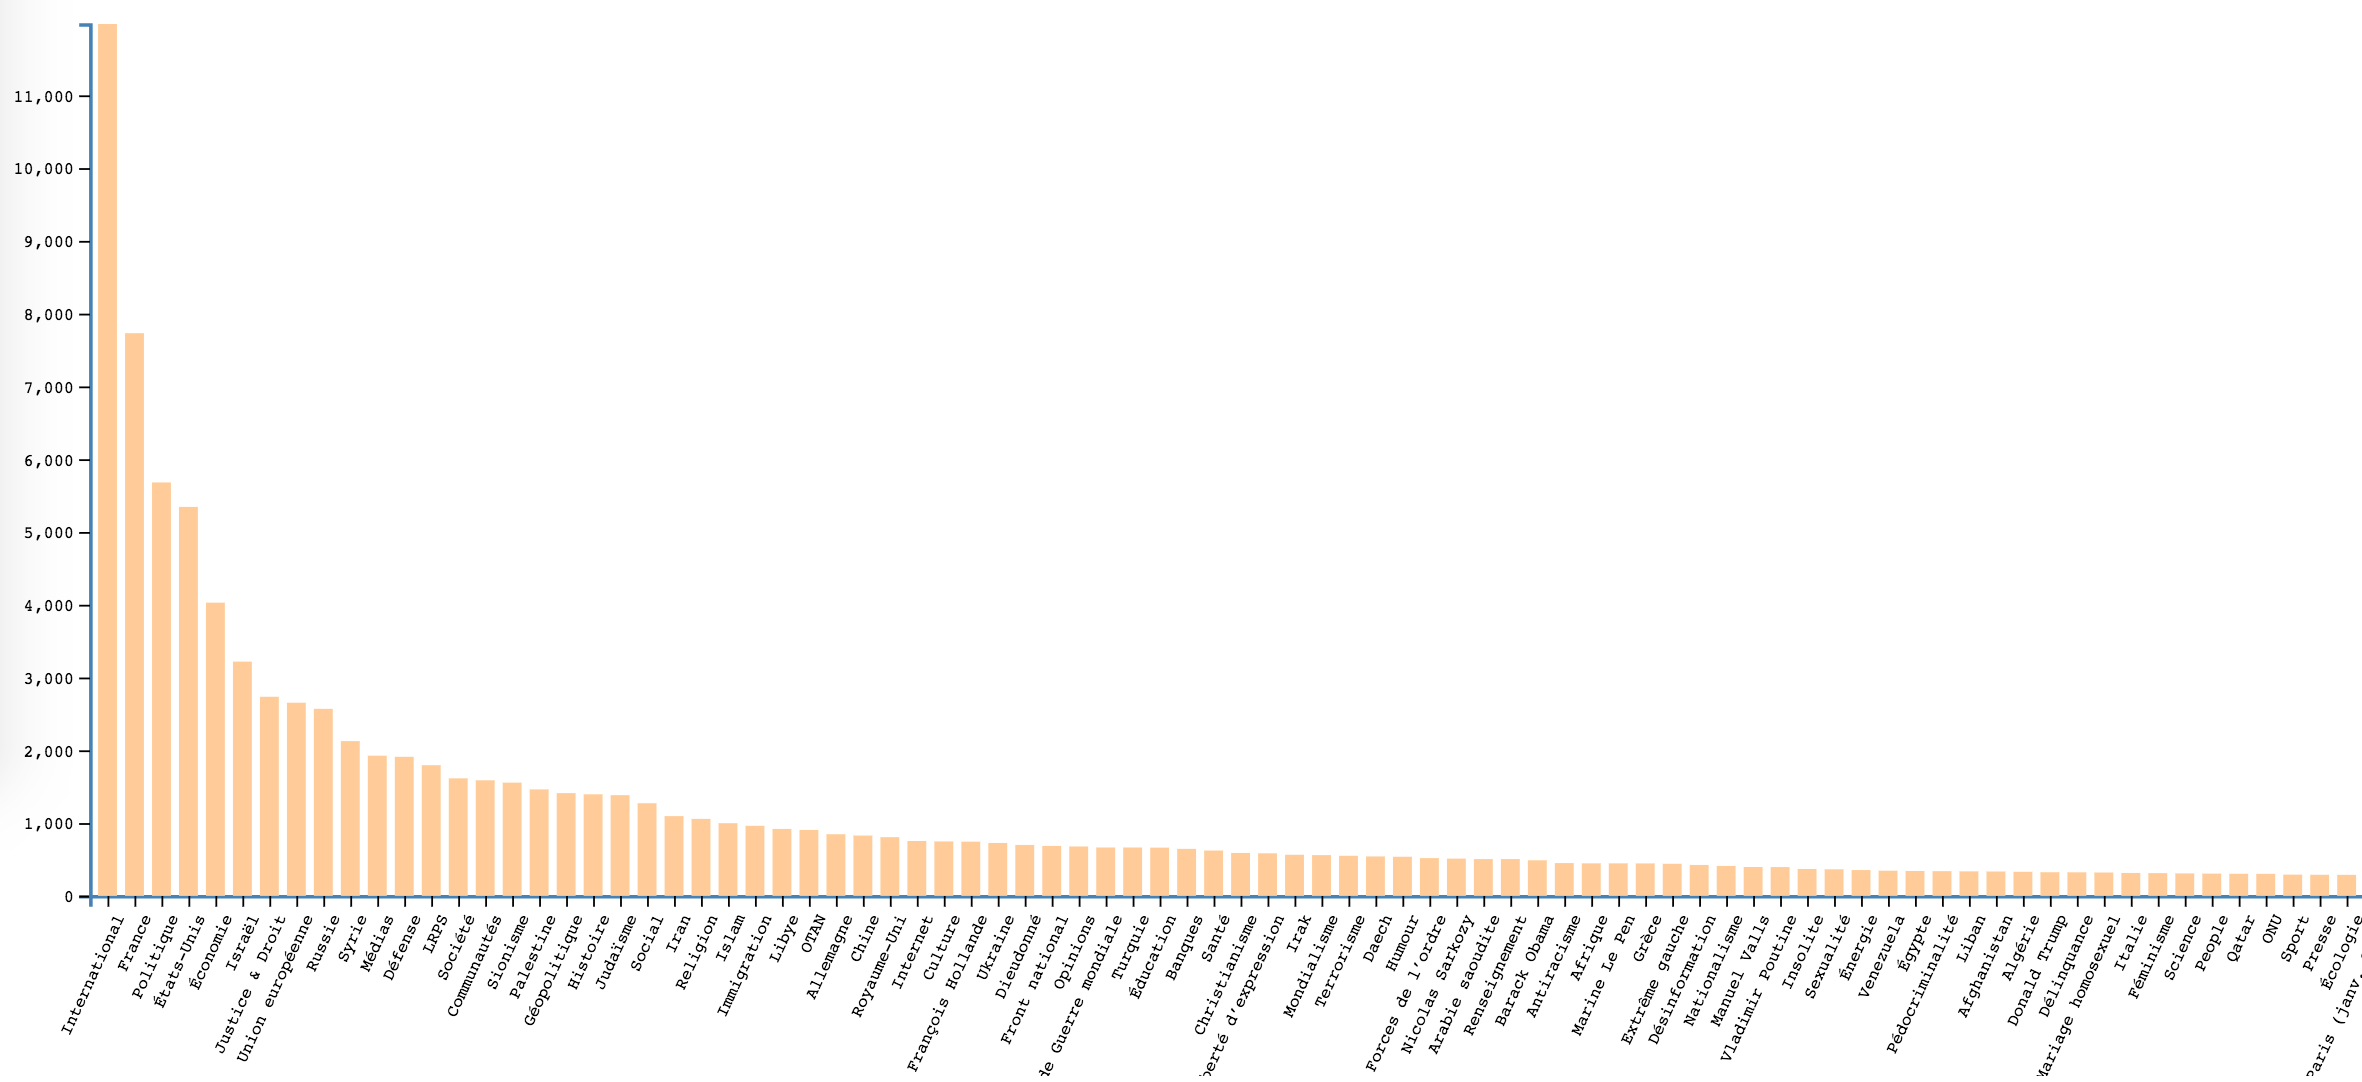 11,000
10,000
9,000
8,000
7,000
6,000
5,000
4,000
3,000
2,000
1,000
0
International
France
Politique
États-Unis
Économie
Israël
Justice & Droit
Union européenne
Russie
Syrie
Médias
Défense
LRPS
Société
Communautés
Sionisme
Palestine
Géopolitique
Histoire
Judaïsme
Social
Iran
Religion
Islam
Immigration
Libye
OTAN
Allemagne
Chine
Royaume-Uni
Internet
Culture
François Hollande
Ukraine
Dieudonné
Front national
Opinions
de Guerre mondiale
Turquie
Éducation
Banques
Santé
Christianisme
berté d'expression
Irak
Mondialisme
Terrorisme
Daech
Humour
Forces de l'ordre
Nicolas Sarkozy
Arabie saoudite
Renseignement
Barack Obama
Antiracisme
Afrique
Marine Le Pen
Grèce
Extrême gauche
Désinformation
Nationalisme
Manuel Valls
Vladimir Poutine
Insolite
Sexualité
Énergie
Venezuela
Égypte
Pédocriminalité
Liban
Afghanistan
Algérie
Donald Trump
Délinquance
Mariage homosexuel
Italie
Féminisme
Science
People
Qatar
ONU
Sport
Presse
Écologie
Paris (janv.